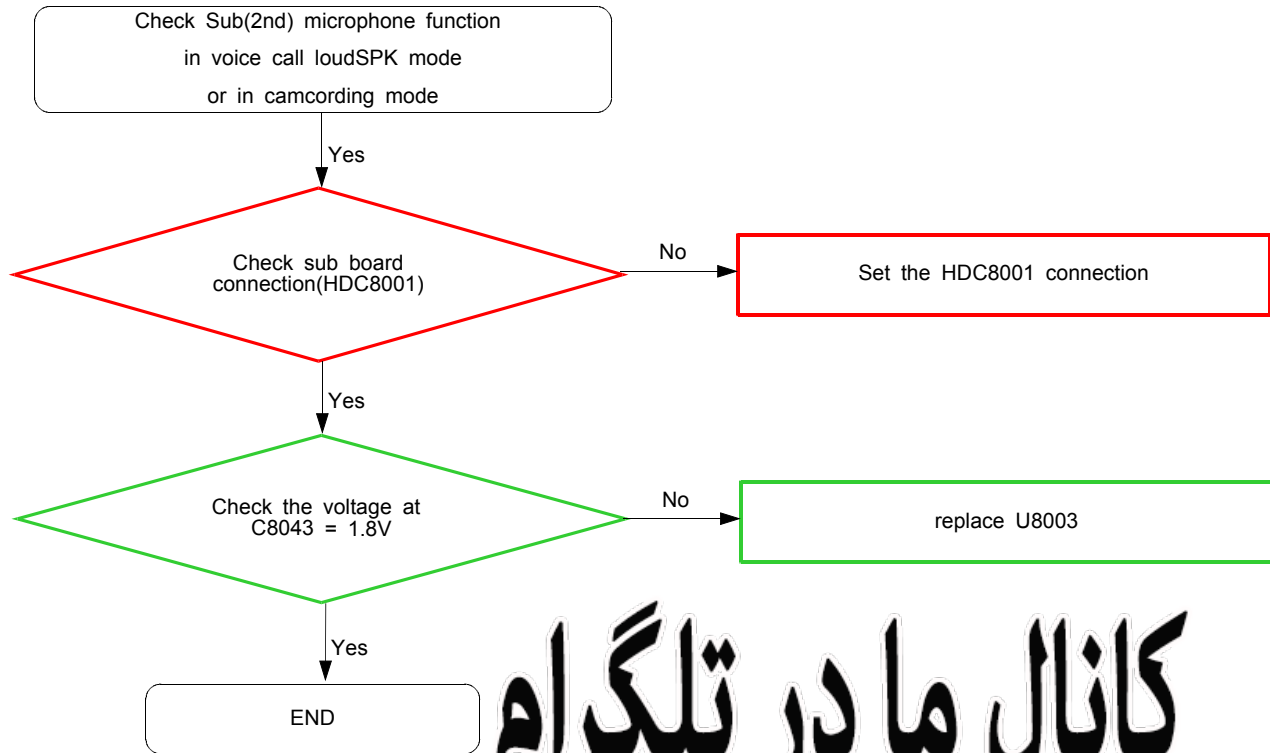 Check Sub(2nd) microphone function
in voice call loudSPK mode
or in camcording mode
Yes
Check sub board
connection(HDC8001)
No
Set the HDC8001 connection
Yes
Check the voltage at
C8043 = 1.8V
No
replace U8003
Yes
END
کانال ما در تلگرام